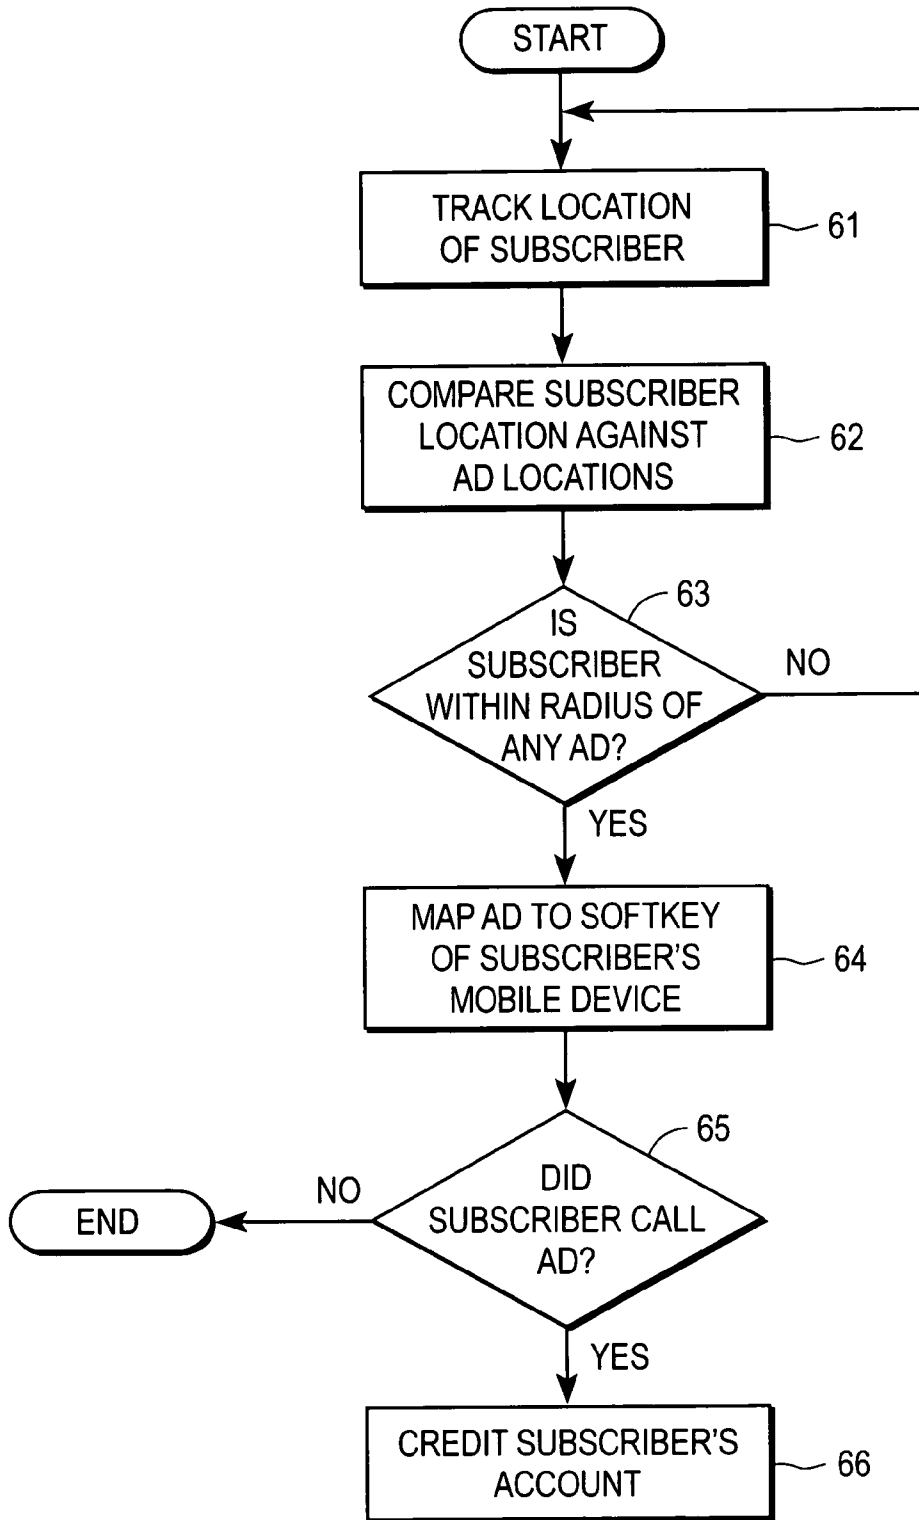 START
TRACK LOCATION
OF SUBSCRIBER
61
COMPARE SUBSCRIBER
LOCATION AGAINST
AD LOCATIONS
62
63
IS
SUBSCRIBER
WITHIN RADIUS OF
ANY AD?
NO
YES
MAP AD TO SOFTKEY
OF SUBSCRIBER'S
MOBILE DEVICE
64
65
DID
SUBSCRIBER CALL
AD?
NO
END
YES
CREDIT SUBSCRIBER'S
ACCOUNT
66